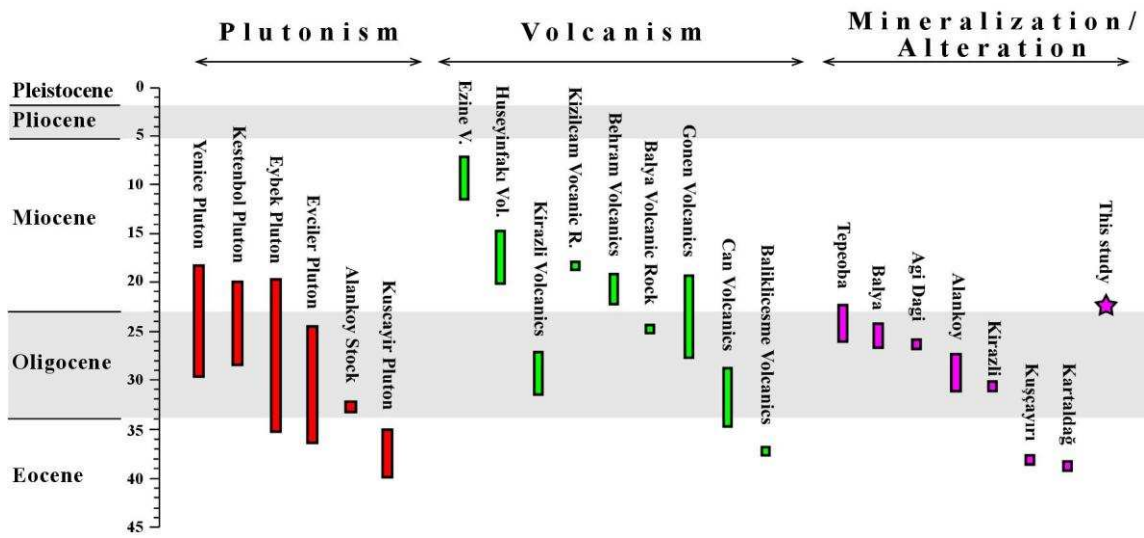 Plutonism
Volcanism
Mineralization/
Alteration
Pleistocene
Pliocene
Miocene
Oligocene
Eocene
0
5
10
15
20
25
30
35
40
45
Yenice Pluton
Kestenbol Pluton
Eybek Pluton
Evciler Pluton
Alankoy Stock
Kuscayir Pluton
Ezine V.
Huseyinfakı Vol.
Kirazli Volcanics
Kizilcam Vocanic R.
Behram Volcanics
Balya Volcanic Rock
Gonen Volcanics
Can Volcanics
Baliklicesme Volcanics
Tepeoba
Balya
Agi Dagi
Alankoy
Kirazli
Kuşçayırı
Kartaldağ
This study